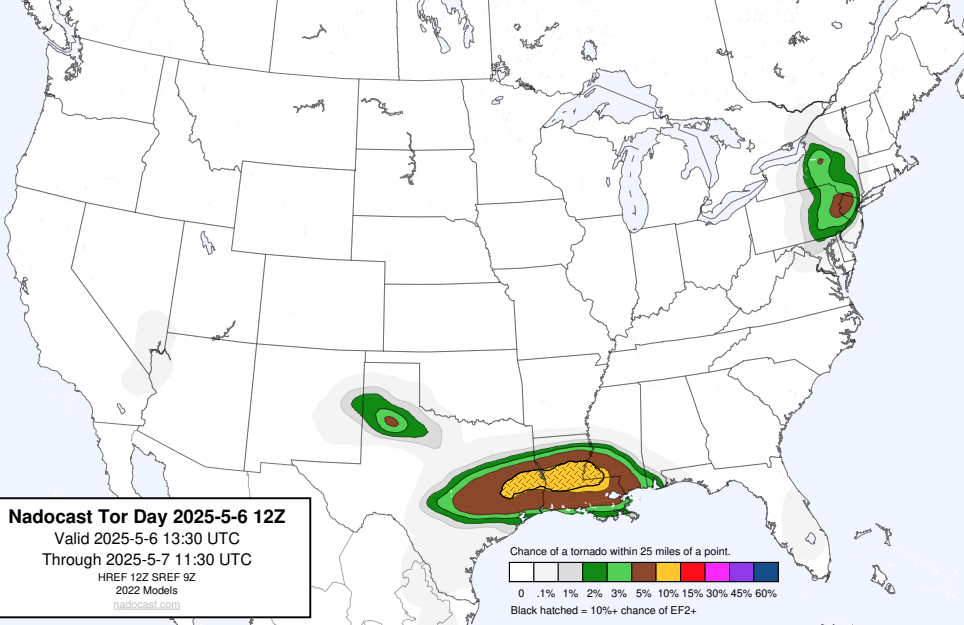 Nadocast Tor Day 2025-5-6 12Z
Valid 2025-5-6 13:30 UTC
Through 2025-5-7 11:30 UTC
HREF 12Z SREF 9Z
2022 Models
nadocast.com
Chance of a tornado within 25 miles of a point.
0 .1% 1% 2% 3% 5% 10% 15% 30% 45% 60%
Black hatched = 10%+ chance of EF2+